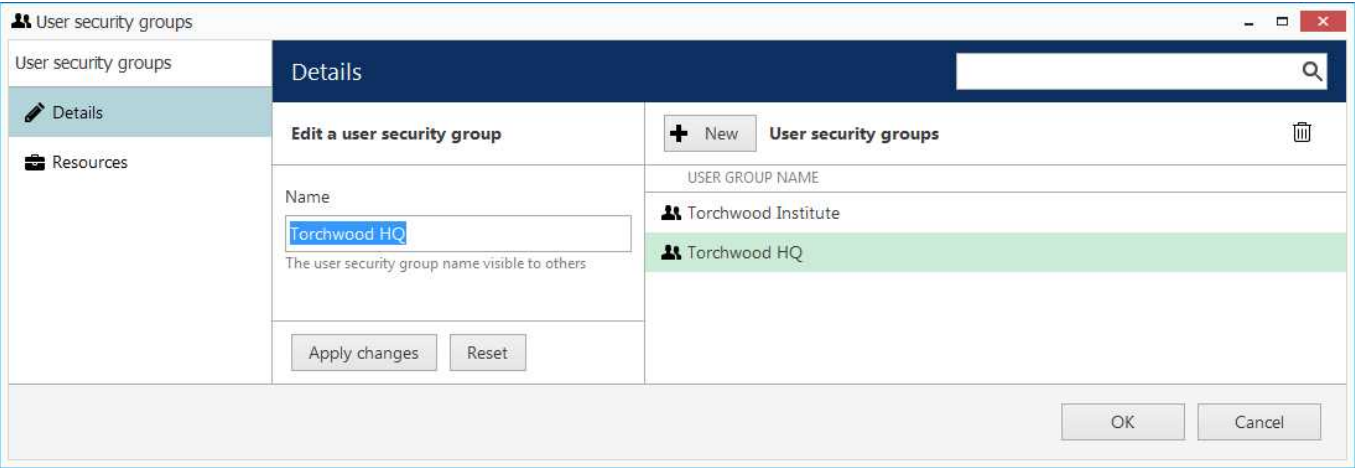 User security groups
User security groups
Details
Resources
Details
Edit a user security group
Name
Torchwood HQ
The user security group name visible to others
Apply changes
Reset
New
User security groups
USER GROUP NAME
Torchwood Institute
Torchwood HQ
OK
Cancel